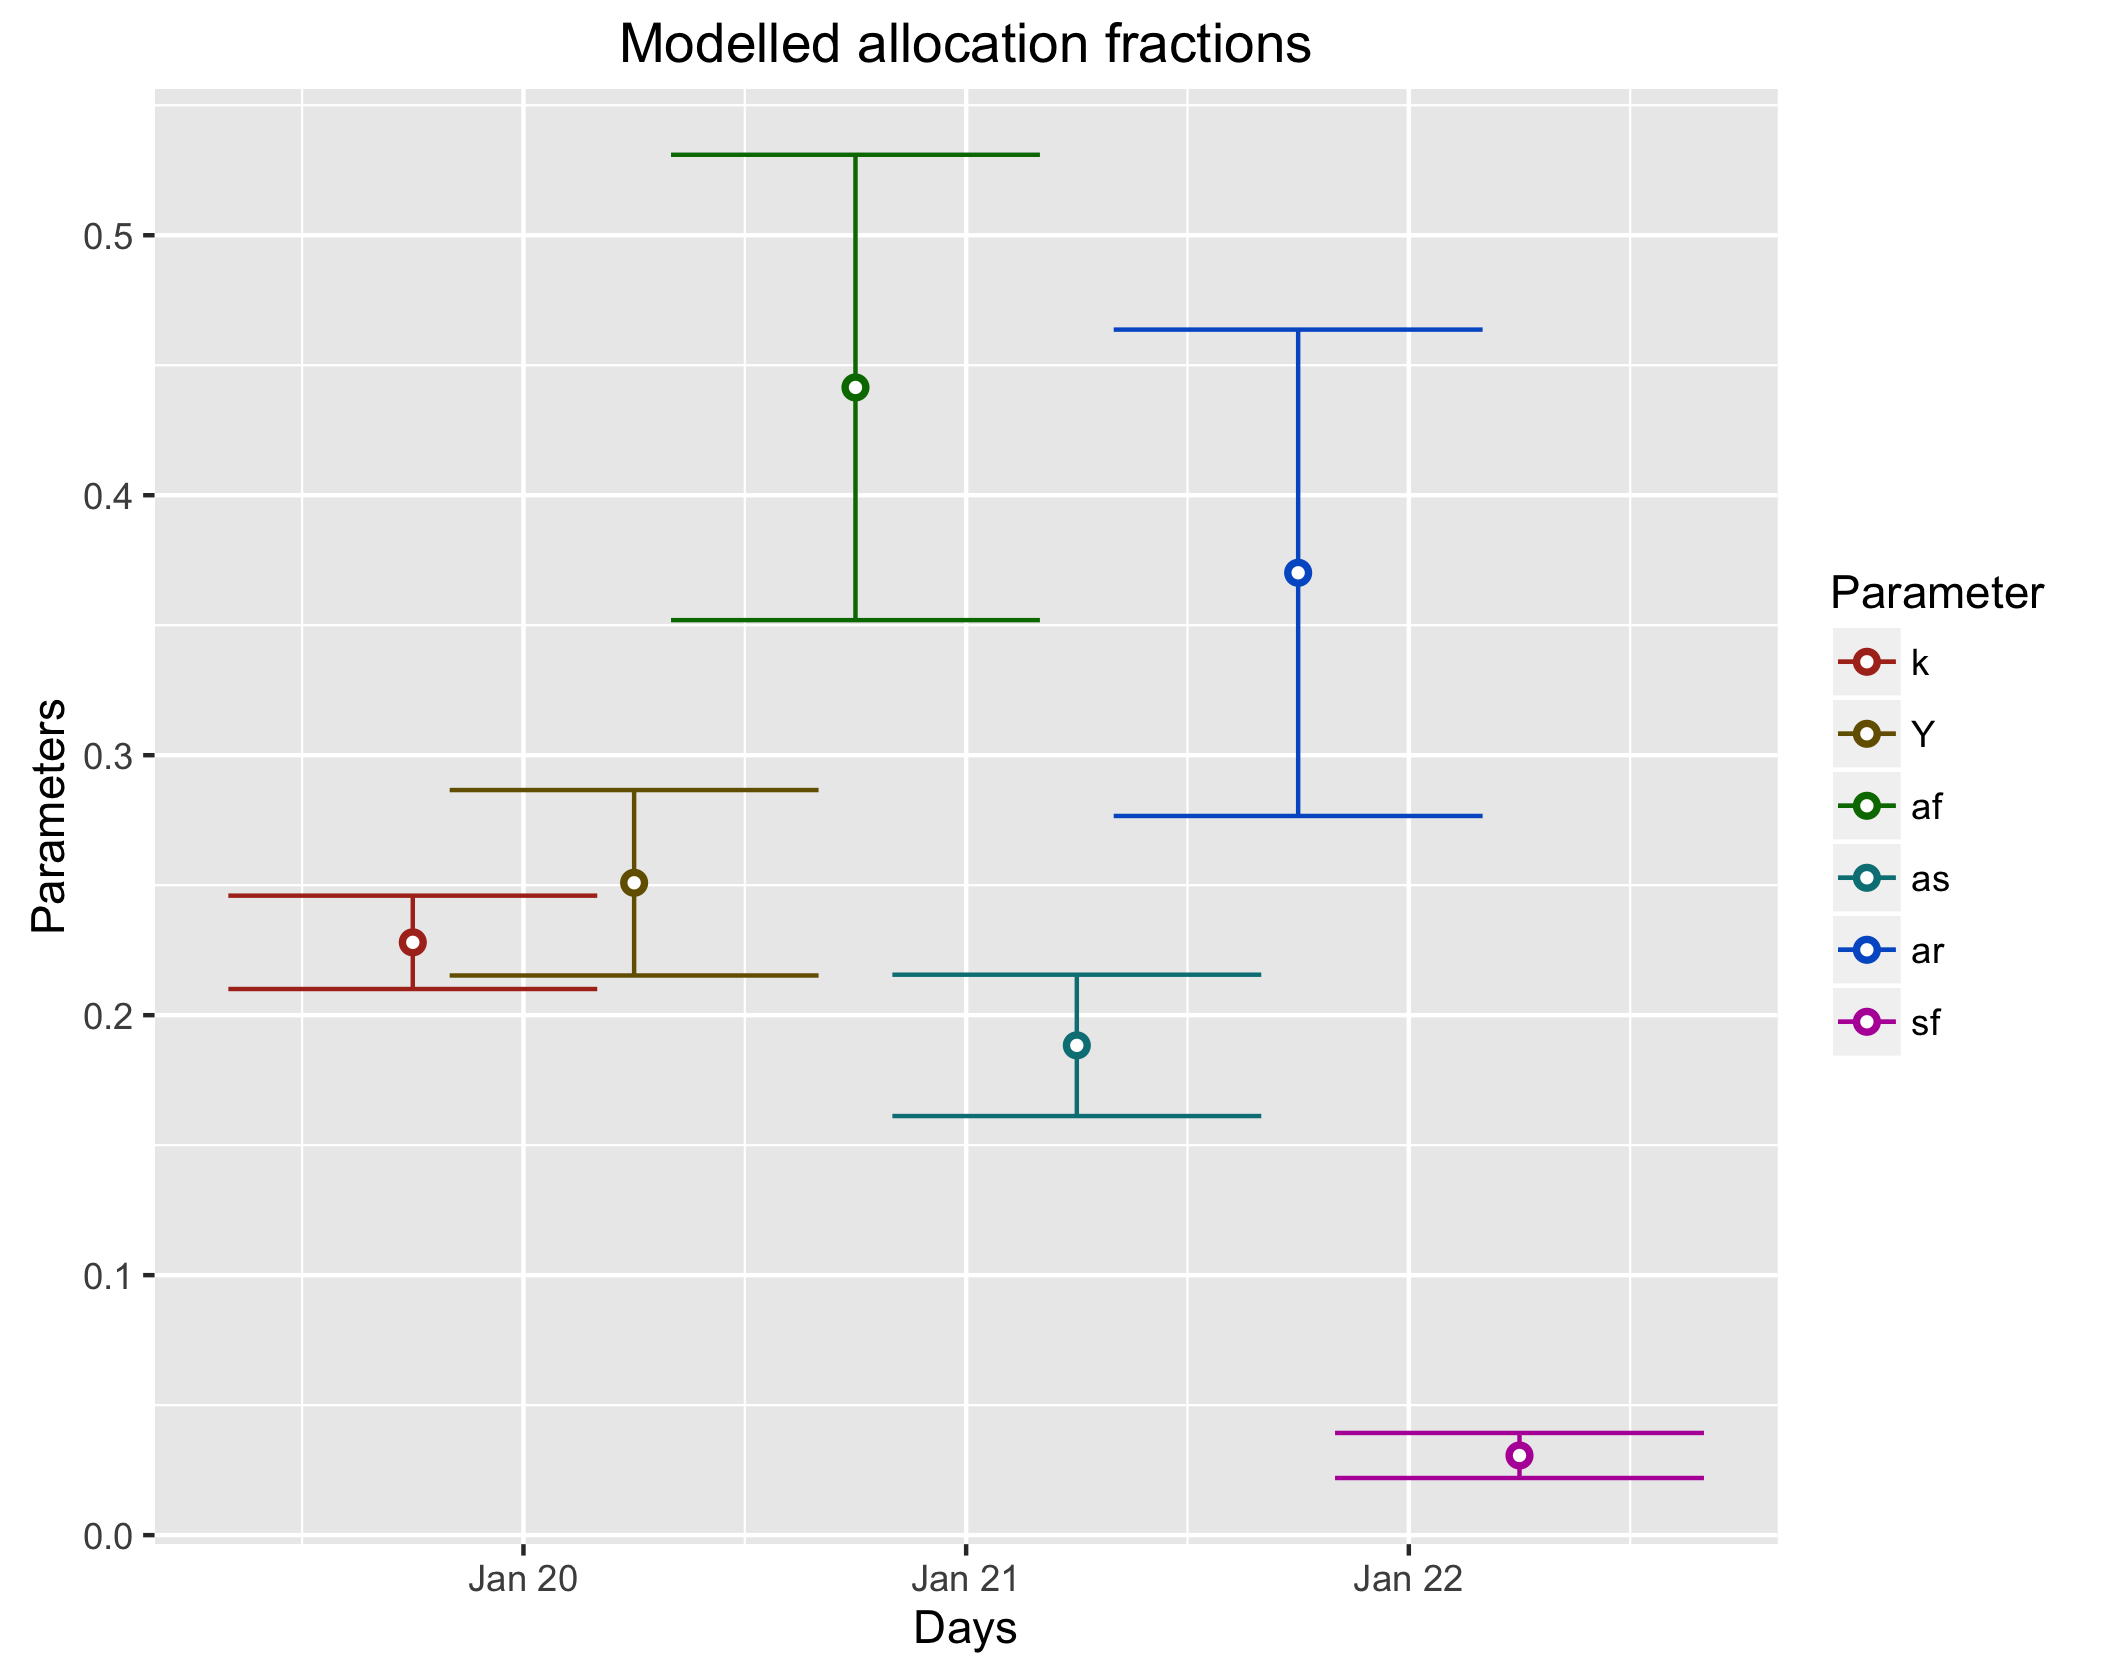 Modelled allocation fractions
Parameters
0.5
0.4
0.3
0.2
0.1
0.0
Jan 20
Jan 21
Jan 22
Days
Parameter
k
Y
af
as
ar
sf